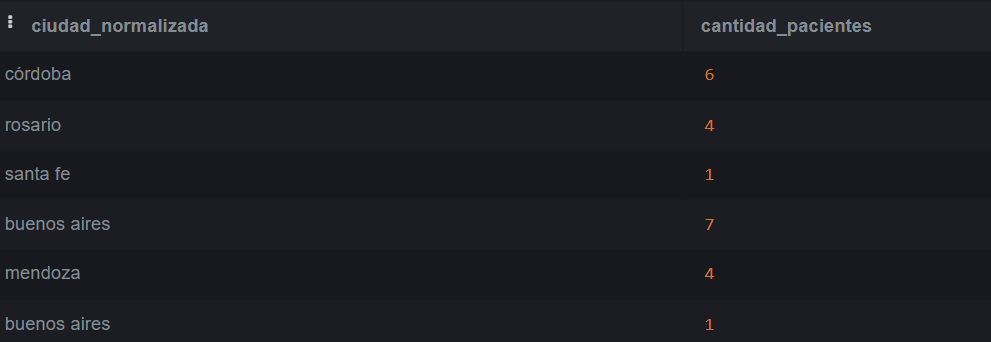 ciudad_normalizada cantidad_pacientes
córdoba 6
rosario 4
santa fe 1
buenos aires 7
mendoza 4
buenos aires 1